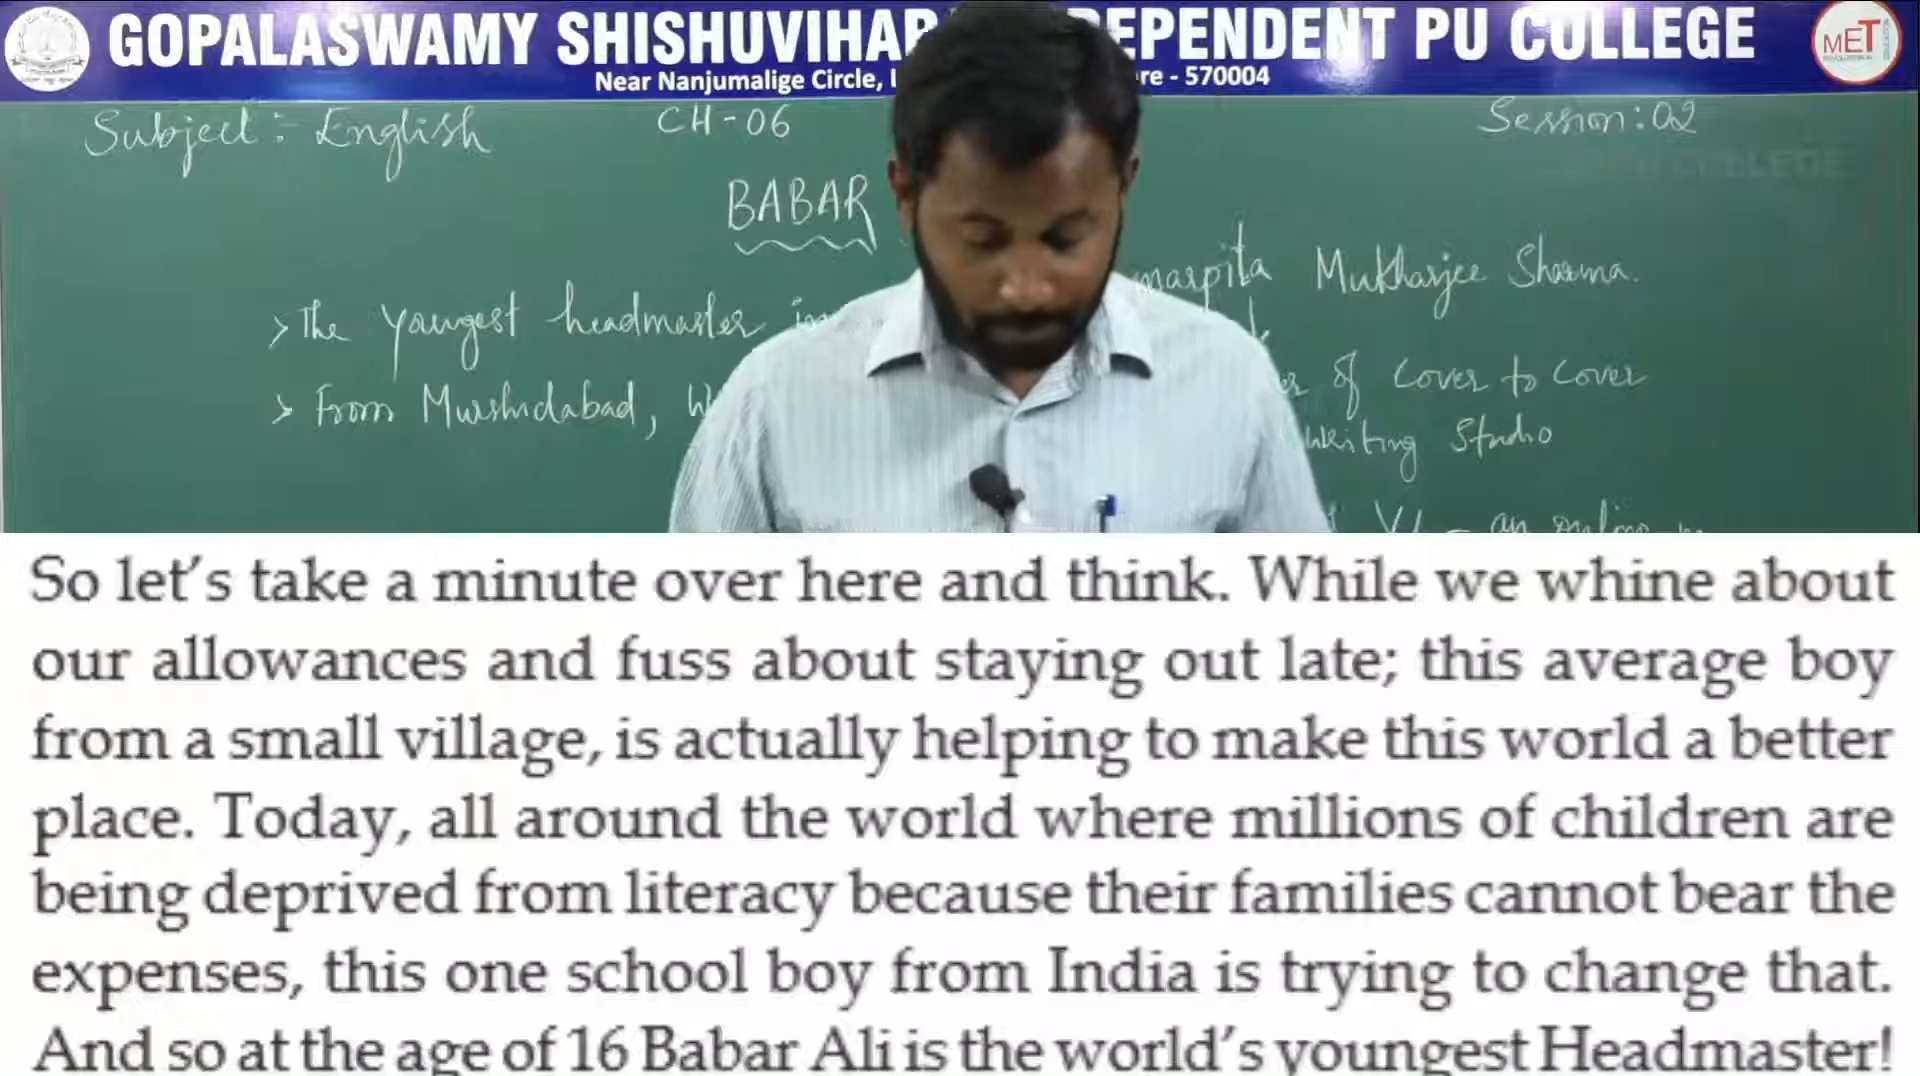 GOPALASWAMY SHISHUVIHAR PU COLLEGE
Near Nanjumalige Circle, - 570004
MET
Subject: English
CH-06
Session: 02
BABAR
Mukharjee Sharma.
> The youngest headmaster in
> From Murshidabad,
of Cover to Cover
Writing Studio
an online
So let's take a minute over here and think. While we whine about
our allowances and fuss about staying out late; this average boy
from a small village, is actually helping to make this world a better
place. Today, all around the world where millions of children are
being deprived from literacy because their families cannot bear the
expenses, this one school boy from India is trying to change that.
And so at the age of 16 Babar Ali is the world's youngest Headmaster!